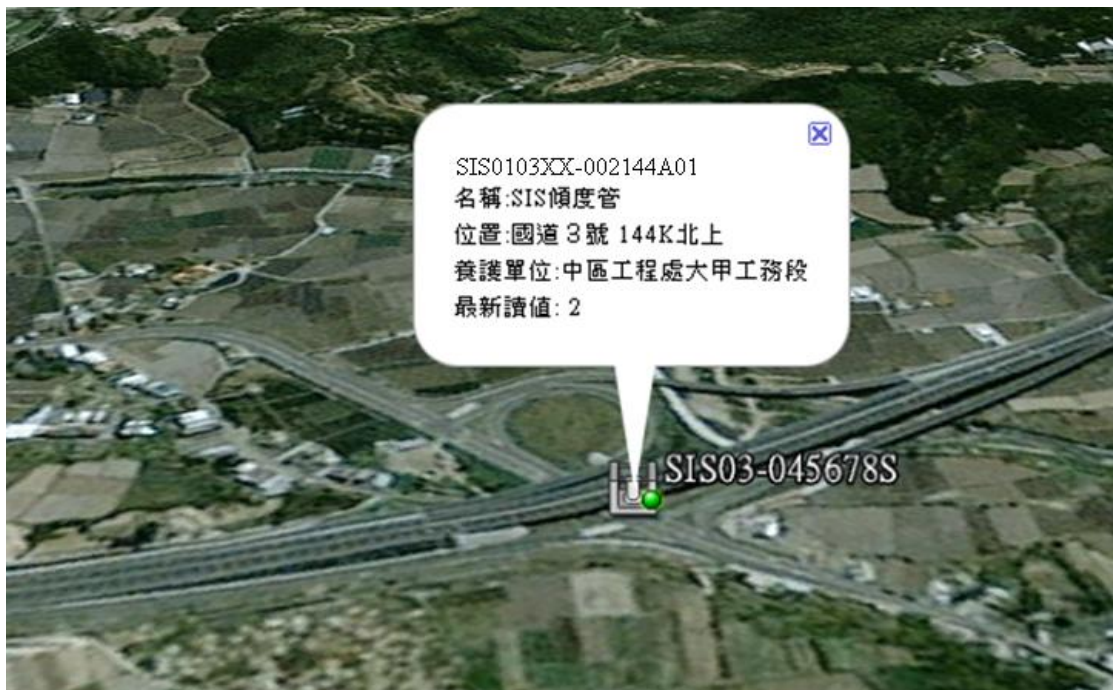 SIS0103XX-002144A01
名稱:SIS傾度管
位置:國道３號 144K北上
養護單位:中區工程處大甲工務段
最新讀值: 2
SIS03-045678S